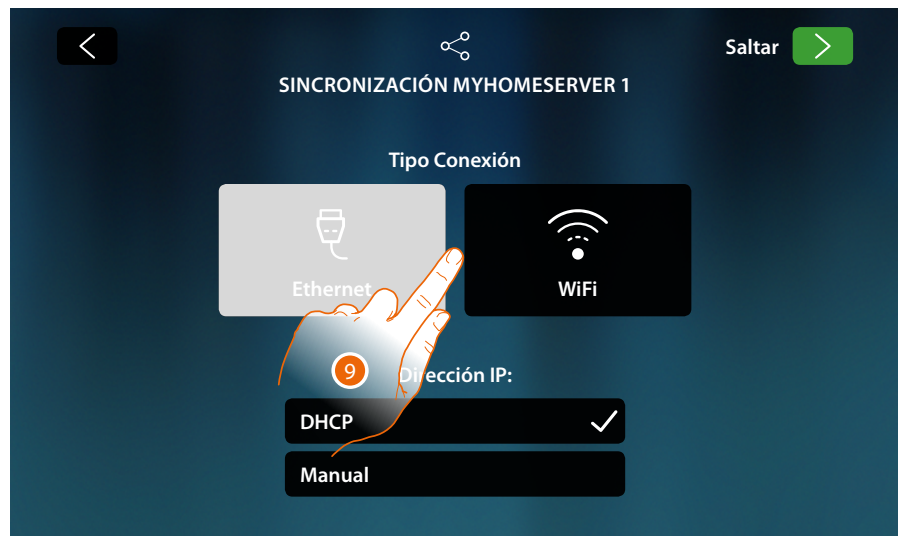 Saltar
SINCRONIZACIÓN MYHOMESERVER 1
Tipo Conexión
Ethernet
WiFi
9
Dirección IP:
DHCP
Manual